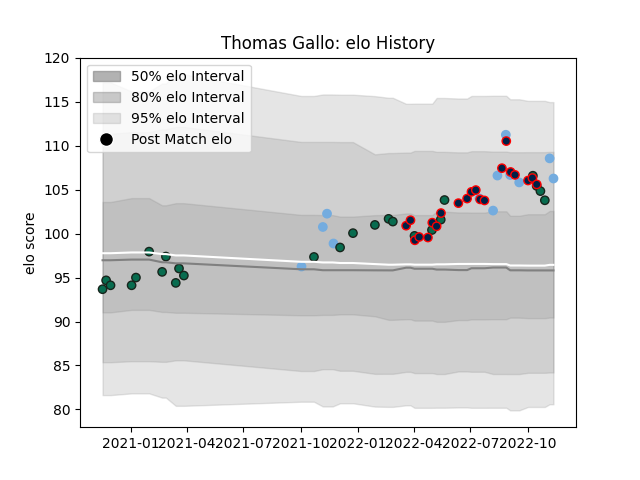 Thomas Gallo: elo History
50% elo Interval
80% elo Interval
95% elo Interval
Post Match elo
elo score
120
115
110
105
100
95
90
85
80
2021-01 2021-04 2021-07 2021-10 2022-01 2022-04 2022-07 2022-10